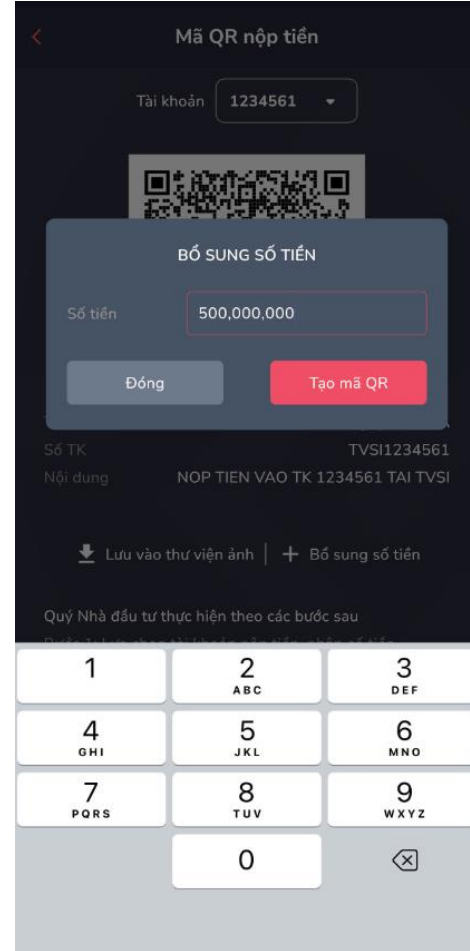 Mã QR nộp tiền
Tài khoản 1234561
BỔ SUNG SỐ TIỀN
Số tiền 500,000,000
Đóng Tạo mã QR
Số TK TVSI1234561
Nội dung NOP TIEN VAO TK 1234561 TAI TVSI
Lưu vào thư viện ảnh | + Bổ sung số tiền
Quý Nhà đầu tư thực hiện theo các bước sau
1 2 3
ABC DEF
4 5 6
GHI JKL MNO
7 8 9
PQRS TUV WXYZ
0